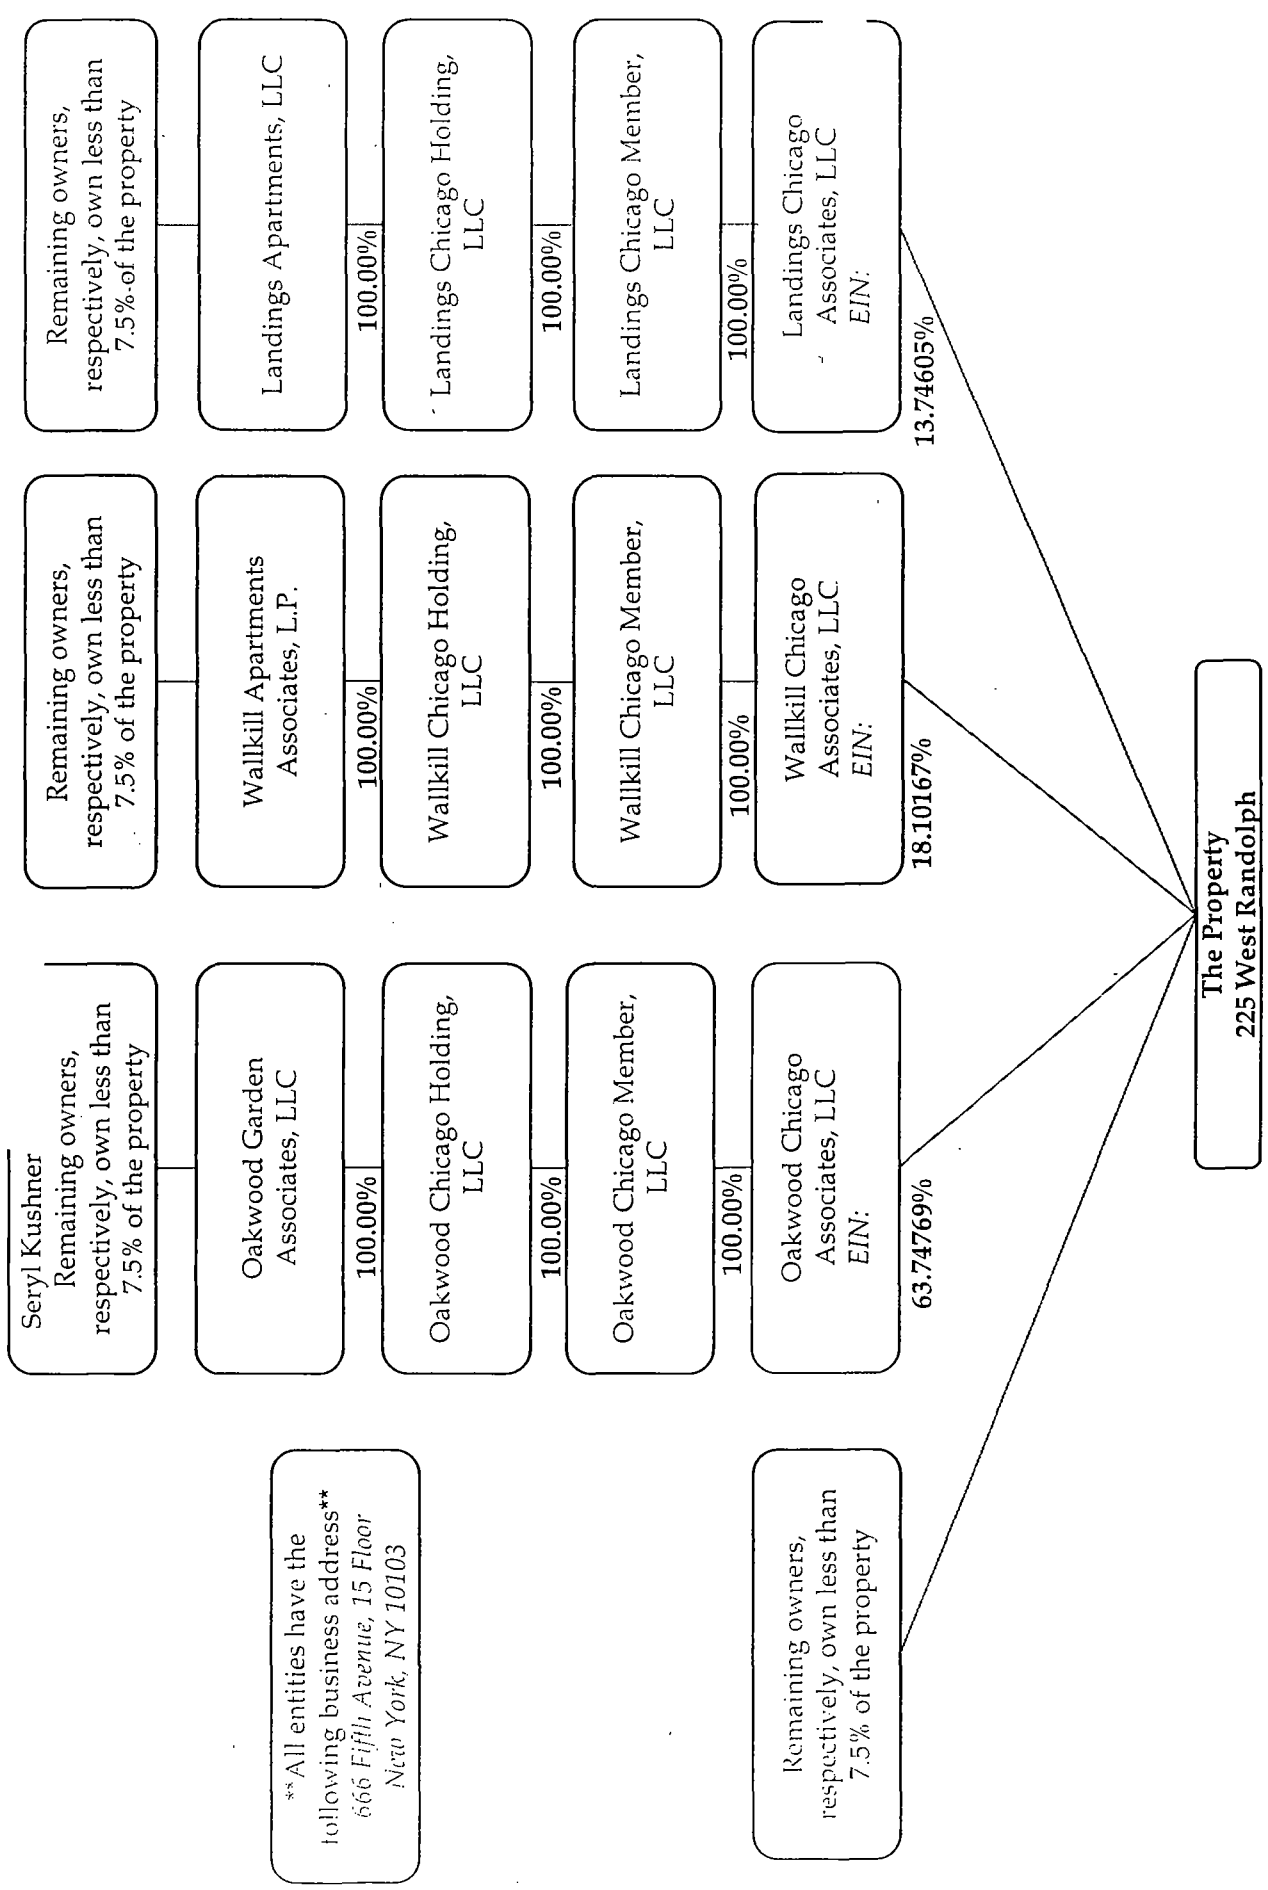 Seryl Kushner
Remaining owners,
respectively, own less than
7.5% of the property
Remaining owners,
respectively, own less than
7.5% of the property
Remaining owners,
respectively, own less than
7.5% of the property
**All entities have the
following business address**
666 Fifth Avenue, 15 Floor
New York, NY 10103
Oakwood Garden
Associates, LLC
Wallkill Apartments
Associates, L.P.
Landings Apartments, LLC
100.00%
100.00%
100.00%
Oakwood Chicago Holding,
LLC
Wallkill Chicago Holding,
LLC
Landings Chicago Holding,
LLC
100.00%
100.00%
100.00%
Oakwood Chicago Member,
LLC
Wallkill Chicago Member,
LLC
Landings Chicago Member,
LLC
100.00%
100.00%
100.00%
Remaining owners,
respectively, own less than
7.5% of the property
Oakwood Chicago
Associates, LLC
EIN:
Wallkill Chicago
Associates, LLC
EIN:
Landings Chicago
Associates, LLC
EIN:
63.74769%
18.10167%
13.74605%
The Property
225 West Randolph